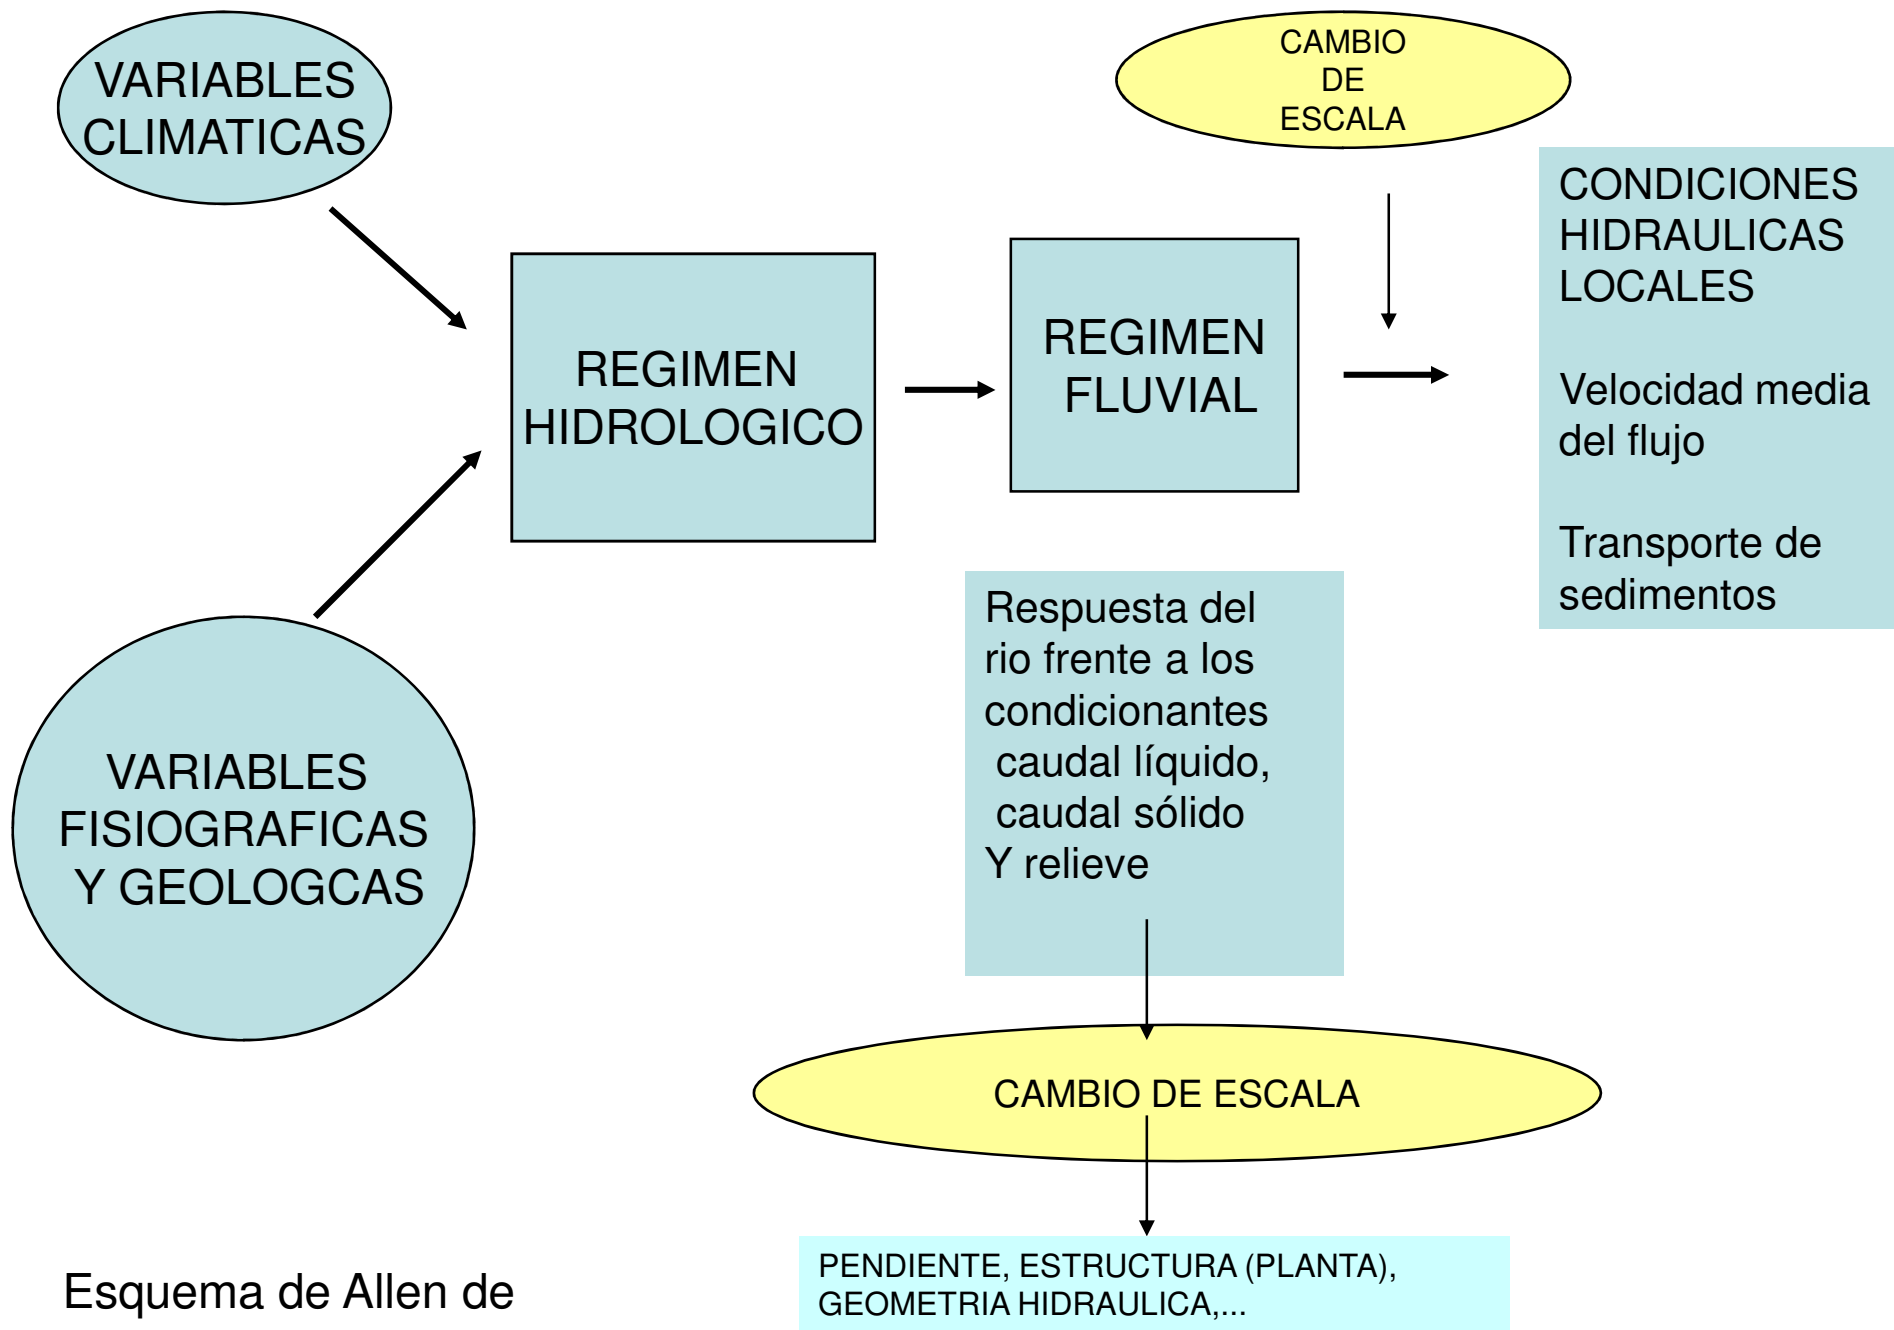 VARIABLES
CLIMATICAS
CAMBIO
DE
ESCALA
CONDICIONES
HIDRAULICAS
LOCALES
Velocidad media
del flujo
Transporte de
sedimentos
REGIMEN
HIDROLOGICO
REGIMEN
FLUVIAL
Respuesta del
rio frente a los
condicionantes
caudal líquido,
caudal sólido
Y relieve
VARIABLES
FISIOGRAFICAS
Y GEOLOGCAS
CAMBIO DE ESCALA
PENDIENTE, ESTRUCTURA (PLANTA),
GEOMETRIA HIDRAULICA,...
Esquema de Allen de